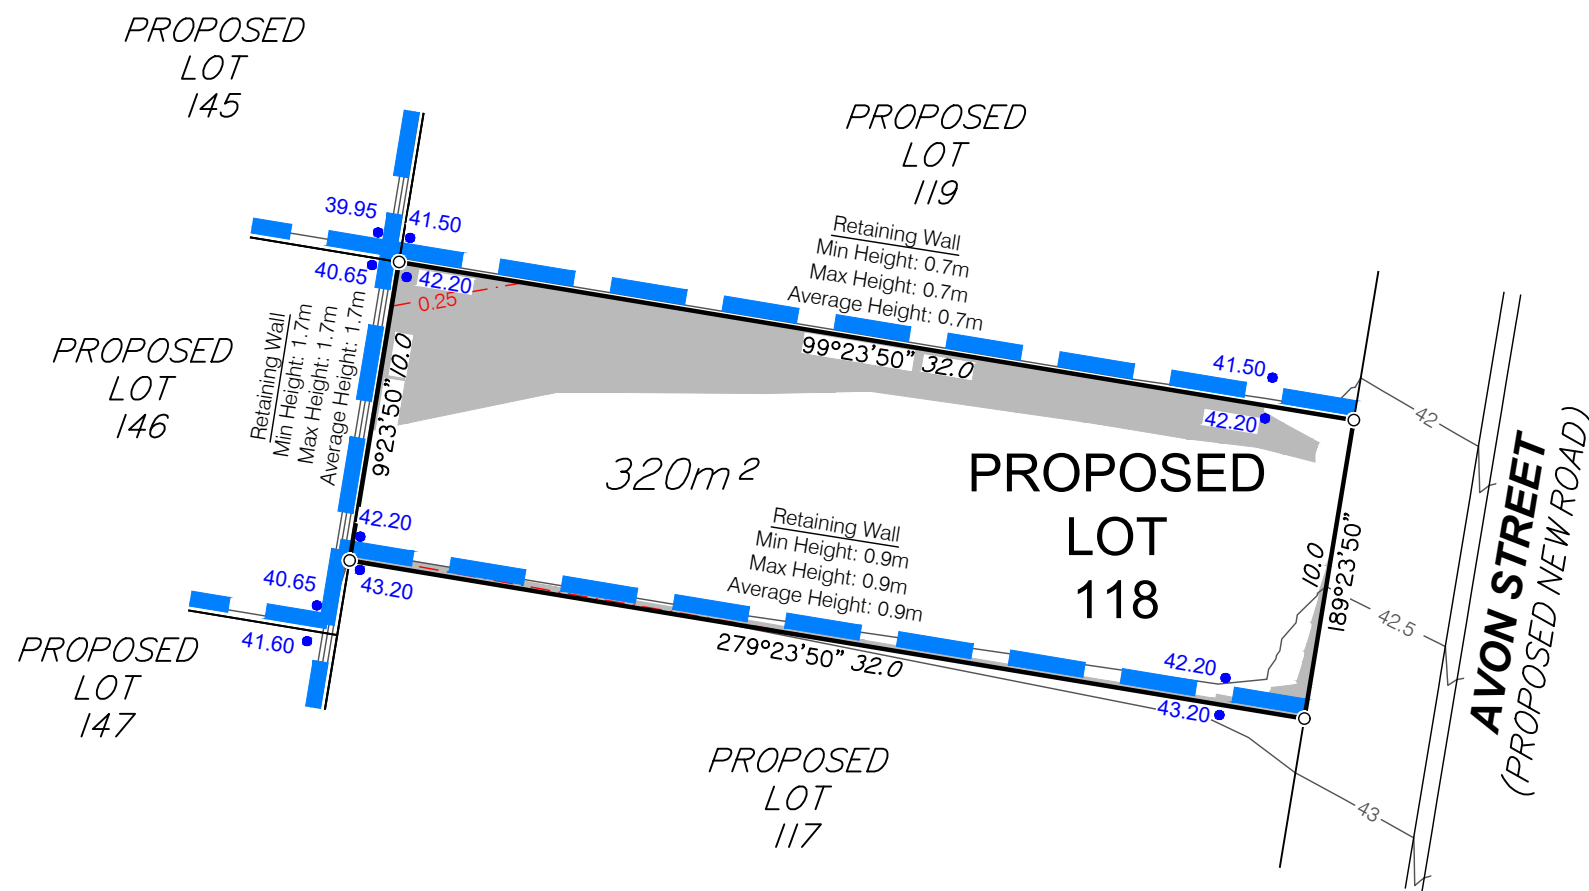 PROPOSED
LOT
145
PROPOSED
LOT
119
Retaining Wall
Min Height: 0.7m
Max Height: 0.7m
Average Height: 0.7m
39.95
41.50
40.65
42.20
0.25
Retaining Wall
Min Height: 1.7m
Max Height: 1.7m
Average Height: 1.7m
PROPOSED
LOT
146
9°23'50" 10.0
99°23'50" 32.0
41.50
42.20
42
320m²
PROPOSED
LOT
118
AVON STREET
(PROPOSED NEW ROAD)
42.20
Retaining Wall
Min Height: 0.9m
Max Height: 0.9m
Average Height: 0.9m
10.0
189°23'50"
42.5
40.65
43.20
41.60
279°23'50" 32.0
42.20
43.20
PROPOSED
LOT
147
PROPOSED
LOT
117
43